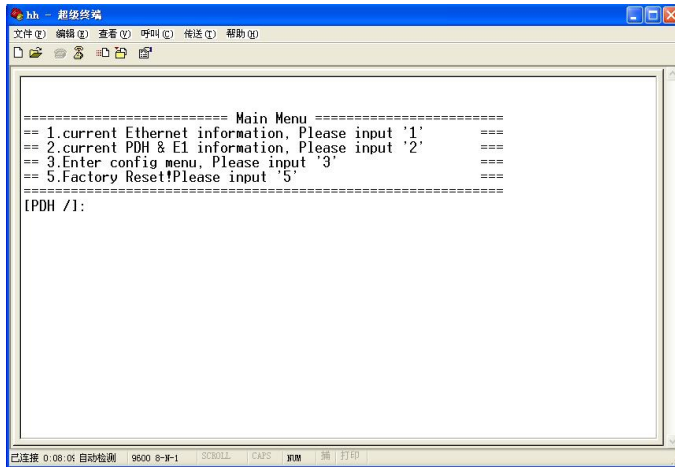 hh - 超级终端
文件(F) 编辑(E) 查看(V) 呼叫(C) 传送(T) 帮助(H)
========================== Main Menu ========================
== 1.current Ethernet information, Please input '1' ===
== 2.current PDH & E1 information, Please input '2' ===
== 3.Enter config menu, Please input '3' ===
== 5.Factory Reset!Please input '5' ===
=============================================================
[PDH /]:
已连接 0:08:09 自动检测 9600 8-N-1 SCROLL CAPS NUM 捕 打印